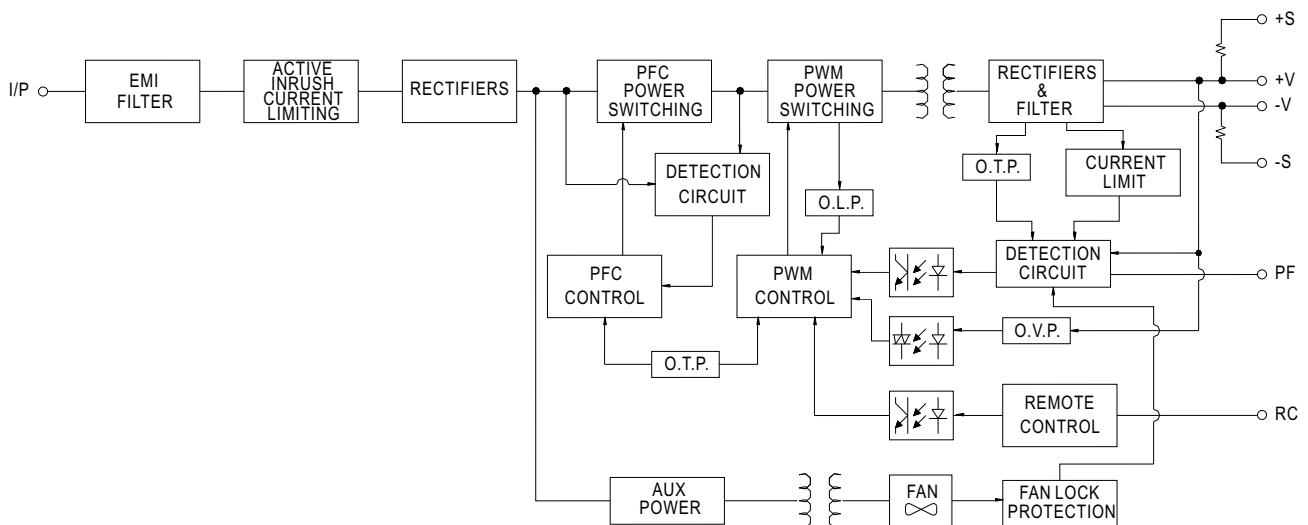 +S
I/P
EMI
FILTER
ACTIVE
INRUSH
CURRENT
LIMITING
RECTIFIERS
PFC
POWER
SWITCHING
PWM
POWER
SWITCHING
RECTIFIERS
&
FILTER
+V
-V
-S
DETECTION
CIRCUIT
O.L.P.
O.T.P.
CURRENT
LIMIT
PFC
CONTROL
PWM
CONTROL
DETECTION
CIRCUIT
PF
O.T.P.
O.V.P.
REMOTE
CONTROL
RC
AUX
POWER
FAN
FAN LOCK
PROTECTION